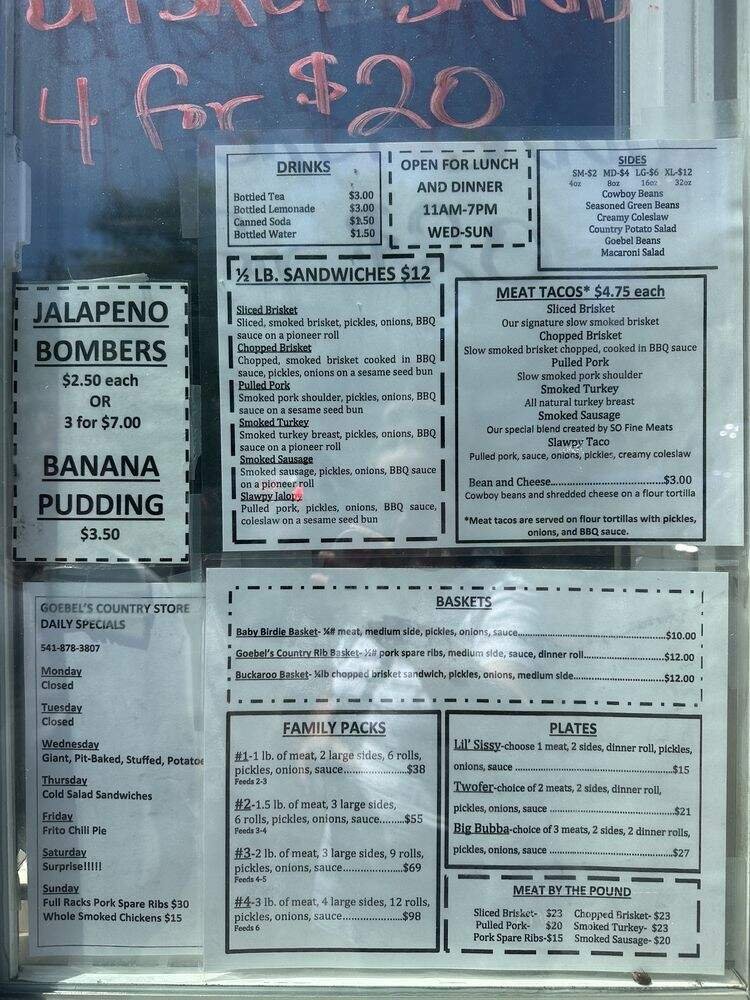 4 for $20
DRINKS
Bottled Tea $3.00
Bottled Lemonade $3.00
Canned Soda $1.50
Bottled Water $1.50
OPEN FOR LUNCH
AND DINNER
11AM-7PM
WED-SUN
SIDES
SM-$2 MD-$4 LG-$6 XL-$12
4oz 8oz 16oz 32oz
Cowboy Beans
Seasoned Green Beans
Creamy Coleslaw
Country Potato Salad
Goebel Beans
Macaroni Salad
½ LB. SANDWICHES $12
Sliced Brisket
Sliced, smoked brisket, pickles, onions, BBQ
sauce on a pioneer roll
Chopped Brisket
Chopped, smoked brisket cooked in BBQ
sauce, pickles, onions on a sesame seed bun
Pulled Pork
Smoked pork shoulder, pickles, onions, BBQ
sauce on a sesame seed bun
Smoked Turkey
Smoked turkey breast, pickles, onions, BBQ
sauce on a pioneer roll
Smoked Sausage
Smoked sausage, pickles, onions, BBQ sauce
on a pioneer roll
Slawpy Jalopy
Pulled pork, pickles, onions, BBQ sauce,
coleslaw on a sesame seed bun
MEAT TACOS* $4.75 each
Sliced Brisket
Our signature slow smoked brisket
Chopped Brisket
Slow smoked brisket chopped, cooked in BBQ sauce
Pulled Pork
Slow smoked pork shoulder
Smoked Turkey
All natural turkey breast
Smoked Sausage
Our special blend created by SO Fine Meats
Slawpy Taco
Pulled pork, sauce, onions, pickles, creamy coleslaw
Bean and Cheese..............................$3.00
Cowboy beans and shredded cheese on a flour tortilla
*Meat tacos are served on flour tortillas with pickles,
onions, and BBQ sauce.
JALAPENO
BOMBERS
$2.50 each
OR
3 for $7.00
BANANA
PUDDING
$3.50
GOEBEL'S COUNTRY STORE
DAILY SPECIALS
541-878-3807
Monday
Closed
Tuesday
Closed
Wednesday
Giant, Pit-Baked, Stuffed, Potatoe
Thursday
Cold Salad Sandwiches
Friday
Frito Chili Pie
Saturday
Surprise!!!!!
Sunday
Full Racks Pork Spare Ribs $30
Whole Smoked Chickens $15
BASKETS
Baby Birdie Basket- ¼# meat, medium side, pickles, onions, sauce..............................$10.00
Goebel's Country Rib Basket- ½# pork spare ribs, medium side, sauce, dinner roll....................$12.00
Buckaroo Basket- ¼lb chopped brisket sandwich, pickles, onions, medium side.......................$12.00
FAMILY PACKS
#1-1 lb. of meat, 2 large sides, 6 rolls,
pickles, onions, sauce...............$38
Feeds 2-3
#2-1.5 lb. of meat, 3 large sides,
6 rolls, pickles, onions, sauce.........$55
Feeds 3-4
#3-2 lb. of meat, 3 large sides, 9 rolls,
pickles, onions, sauce..............$69
Feeds 4-5
#4-3 lb. of meat, 4 large sides, 12 rolls,
pickles, onions, sauce..............$98
Feeds 6
PLATES
Lil' Sissy-choose 1 meat, 2 sides, dinner roll, pickles,
onions, sauce ........................................$15
Twofer-choice of 2 meats, 2 sides, dinner roll,
pickles, onions, sauce ................................$21
Big Bubba-choice of 3 meats, 2 sides, 2 dinner rolls,
pickles, onions, sauce ................................$27
MEAT BY THE POUND
Sliced Brisket- $23 Chopped Brisket- $23
Pulled Pork- $20 Smoked Turkey- $23
Pork Spare Ribs-$15 Smoked Sausage- $20